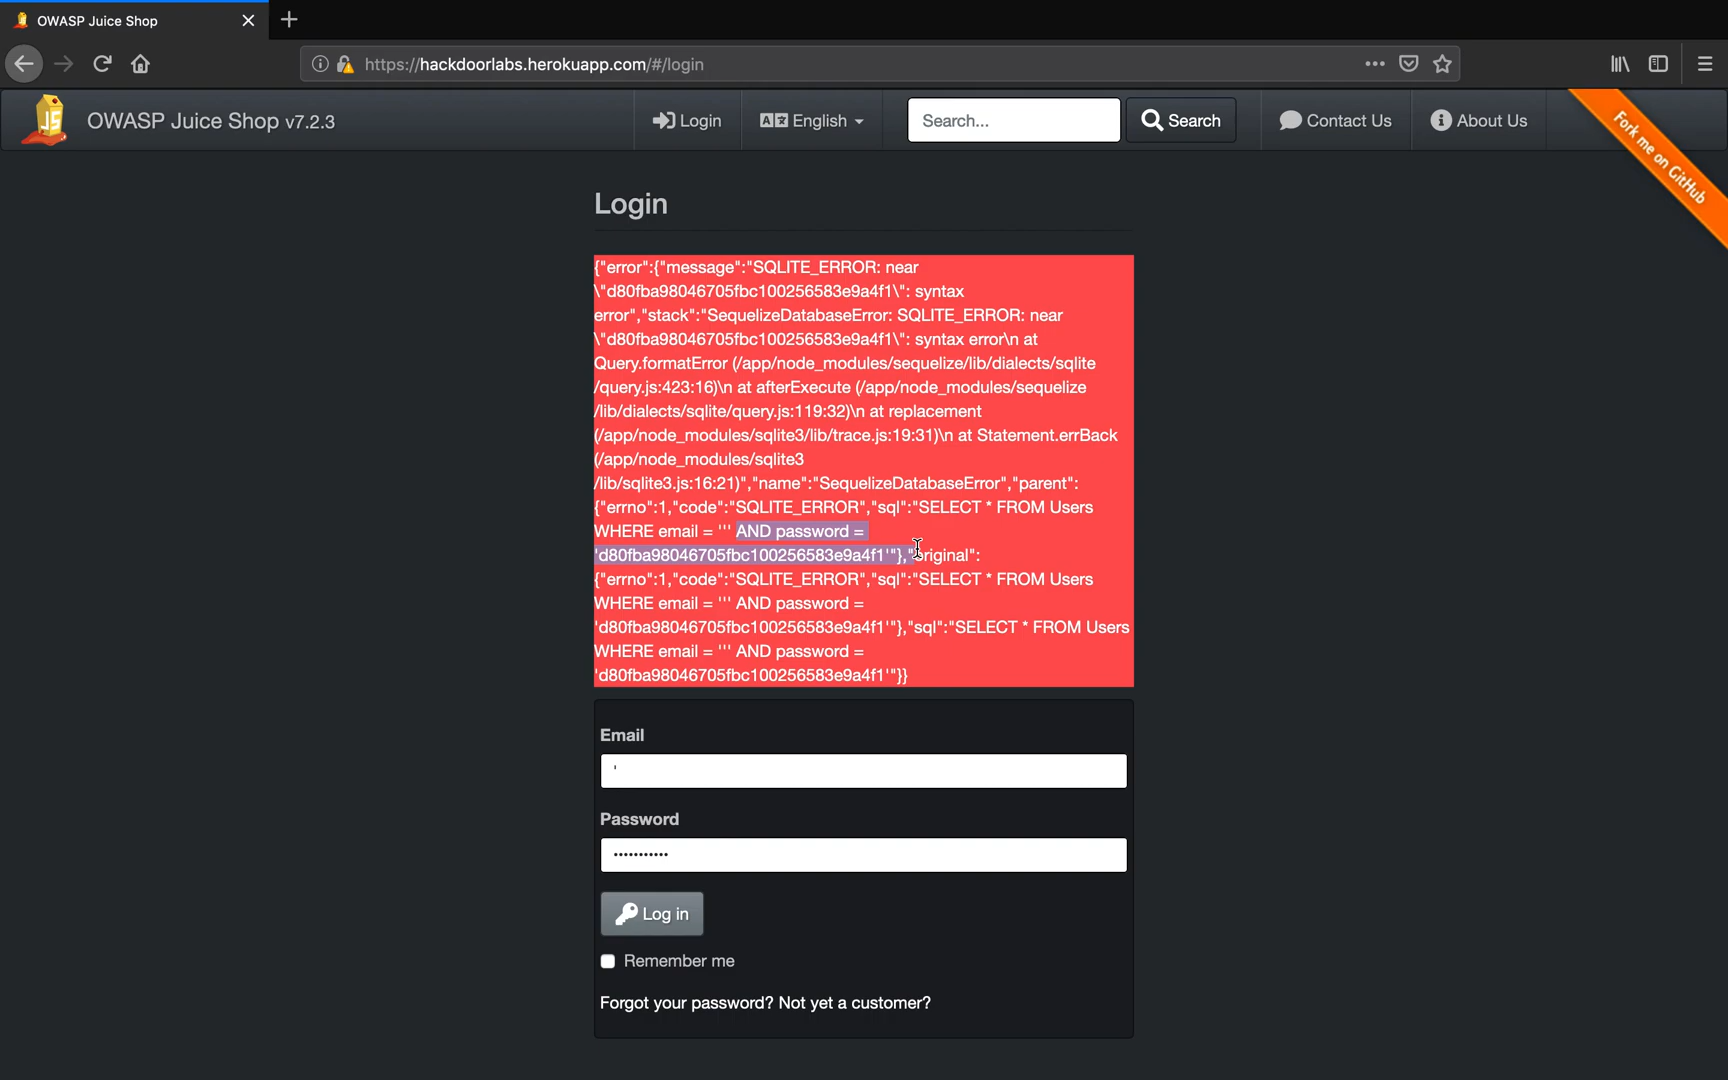 OWASP Juice Shop
https://hackdoorlabs.herokuapp.com/#/login
OWASP Juice Shop v7.2.3
Login
English
Search...
Search
Contact Us
About Us
Fork me on GitHub
Login
{"error":{"message":"SQLITE_ERROR: near
\"d80fba98046705fbc100256583e9a4f1\": syntax
error","stack":"SequelizeDatabaseError: SQLITE_ERROR: near
\"d80fba98046705fbc100256583e9a4f1\": syntax error\n at
Query.formatError (/app/node_modules/sequelize/lib/dialects/sqlite
/query.js:423:16)\n at afterExecute (/app/node_modules/sequelize
/lib/dialects/sqlite/query.js:119:32)\n at replacement
(/app/node_modules/sqlite3/lib/trace.js:19:31)\n at Statement.errBack
(/app/node_modules/sqlite3
/lib/sqlite3.js:16:21)","name":"SequelizeDatabaseError","parent":
{"errno":1,"code":"SQLITE_ERROR","sql":"SELECT * FROM Users
WHERE email = ''' AND password =
'd80fba98046705fbc100256583e9a4f1'"},"original":
{"errno":1,"code":"SQLITE_ERROR","sql":"SELECT * FROM Users
WHERE email = ''' AND password =
'd80fba98046705fbc100256583e9a4f1'"},"sql":"SELECT * FROM Users
WHERE email = ''' AND password =
'd80fba98046705fbc100256583e9a4f1'"}}
Email
'
Password
•••••••••••
Log in
Remember me
Forgot your password? Not yet a customer?